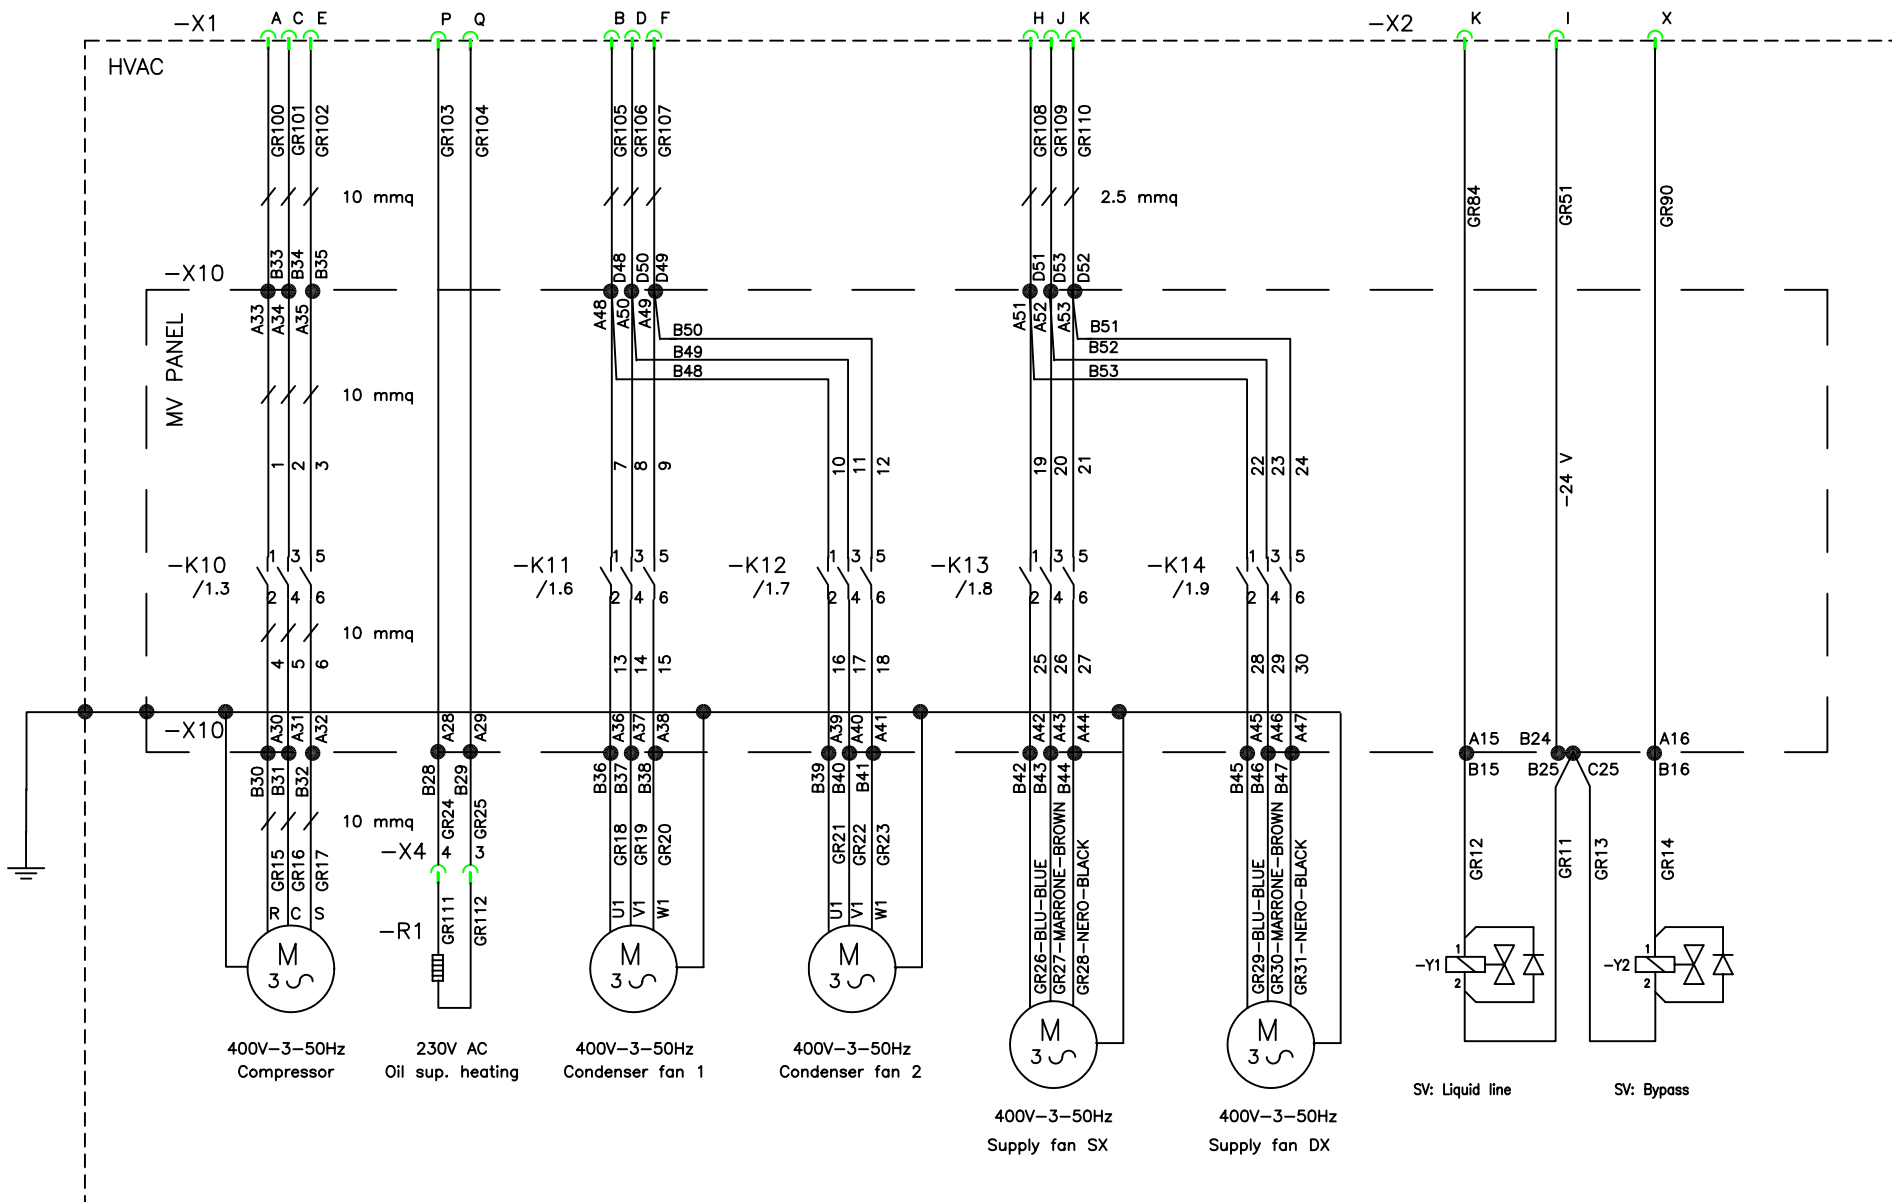 -X1 A C E P Q B D F H J K -X2 K I X
HVAC
GR100 GR101 GR102 GR103 GR104 GR105 GR106 GR107 GR108 GR109 GR110
GR84 GR51 GR90
10 mmq 2.5 mmq
-X10 B33 B34 B35 D48 D50 D49 D51 D53 D52
A33 A34 A35 A48 A50 A49 A51 A52 A53
MV PANEL
B50 B51
B49 B52
B48 B53
10 mmq
1 2 3 7 8 9 10 11 12 19 20 21 22 23 24 -24 V
1 3 5 1 3 5 1 3 5 1 3 5 1 3 5
-K10 -K11 -K12 -K13 -K14
/1.3 /1.6 /1.7 /1.8 /1.9
2 4 6 2 4 6 2 4 6 2 4 6 2 4 6
10 mmq
4 5 6 13 14 15 16 17 18 25 26 27 28 29 30
-X10 A30 A31 A32 A28 A29 A36 A37 A38 A39 A40 A41 A42 A43 A44 A45 A46 A47 A15 B24 A16
B30 B31 B32 B28 B29 B36 B37 B38 B39 B40 B41 B42 B43 B44 B45 B46 B47 B15 B25 C25 B16
10 mmq
GR24 GR25
-X4 4 3
GR15 GR16 GR17 GR18 GR19 GR20 GR21 GR22 GR23 GR12 GR11 GR13 GR14
R C S U1 V1 W1 U1 V1 W1
-R1 GR111 GR112
GR26-BLU-BLUE GR27-MARRONE-BROWN GR28-NERO-BLACK GR29-BLU-BLUE GR30-MARRONE-BROWN GR31-NERO-BLACK
1 1
-Y1 -Y2
2 2
M M M
3 3 3
M M
3 3
400V-3-50Hz 230V AC 400V-3-50Hz 400V-3-50Hz
Compressor Oil sup. heating Condenser fan 1 Condenser fan 2
SV: Liquid line SV: Bypass
400V-3-50Hz 400V-3-50Hz
Supply fan SX Supply fan DX